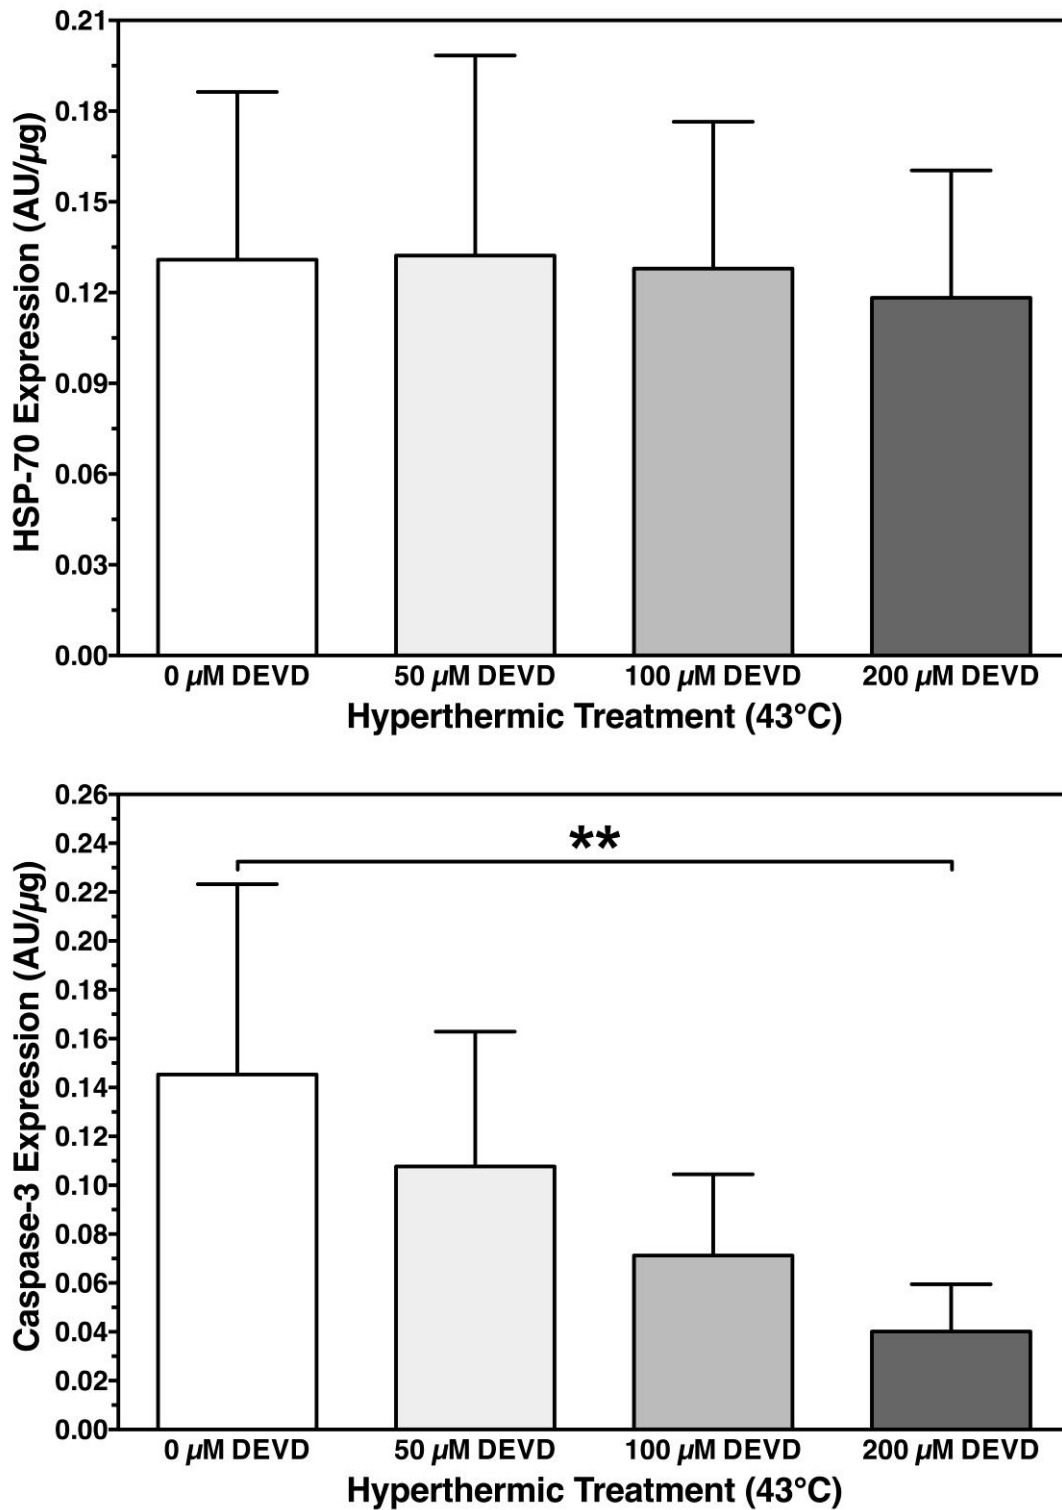 HSP-70 Expression (AU/µg)
0.21
0.18
0.15
0.12
0.09
0.06
0.03
0.00
0 µM DEVD
50 µM DEVD
100 µM DEVD
200 µM DEVD
Hyperthermic Treatment (43°C)
Caspase-3 Expression (AU/µg)
0.26
0.24
0.22
0.20
0.18
0.16
0.14
0.12
0.10
0.08
0.06
0.04
0.02
0.00
**
0 µM DEVD
50 µM DEVD
100 µM DEVD
200 µM DEVD
Hyperthermic Treatment (43°C)